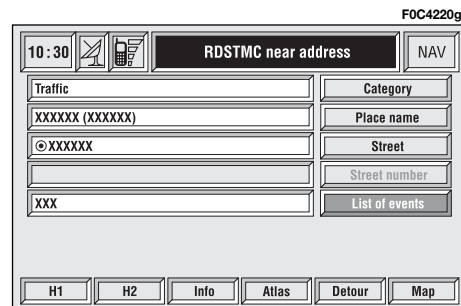 F0C4220g
10:30 RDSTMC near address NAV
Traffic Category
XXXXXX (XXXXXX) Place name
XXXXXX Street
Street number
XXX List of events
H1 H2 Info Atlas Detour Map